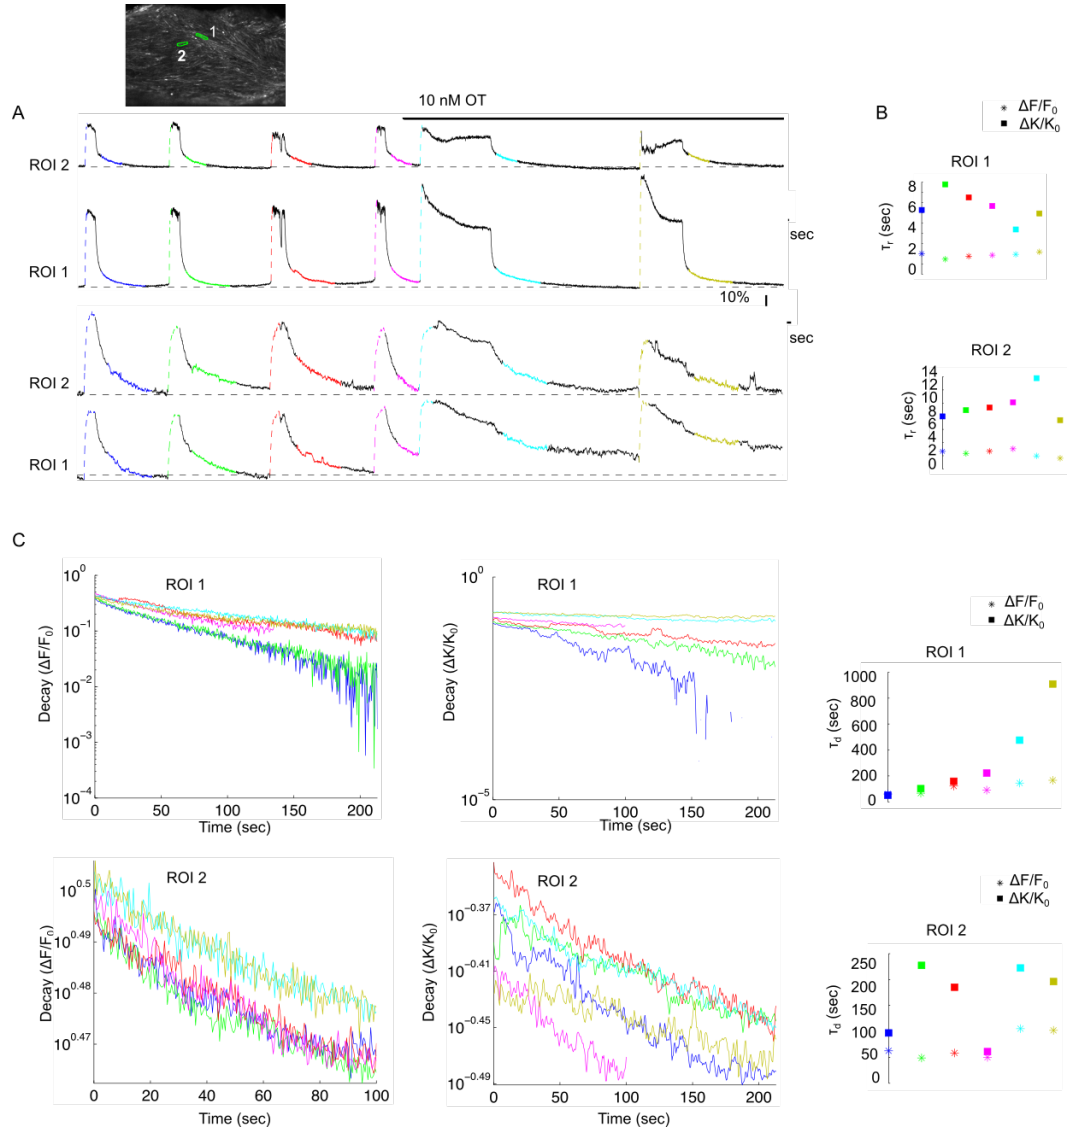 1
2
A
10 nM OT
ROI 2
ROI 1
sec
10%
sec
ROI 2
ROI 1
B
ΔF/F0
ΔK/K0
ROI 1
8
6
4
2
0
τr (sec)
ROI 2
14
12
10
8
6
4
2
0
τr (sec)
C
ROI 1
10^0
10^-1
10^-2
10^-3
10^-4
Decay (ΔF/F0)
0 50 100 150 200
Time (sec)
ROI 1
10^0
10^-5
Decay (ΔK/K0)
0 50 100 150 200
Time (sec)
ΔF/F0
ΔK/K0
ROI 1
1000
800
600
400
200
0
τd (sec)
ROI 2
10^0.5
10^0.49
10^0.48
10^0.47
Decay (ΔF/F0)
0 20 40 60 80 100
Time (sec)
ROI 2
10^-0.37
10^-0.41
10^-0.45
10^-0.49
Decay (ΔK/K0)
0 50 100 150 200
Time (sec)
ΔF/F0
ΔK/K0
ROI 2
250
200
150
100
50
0
τd (sec)